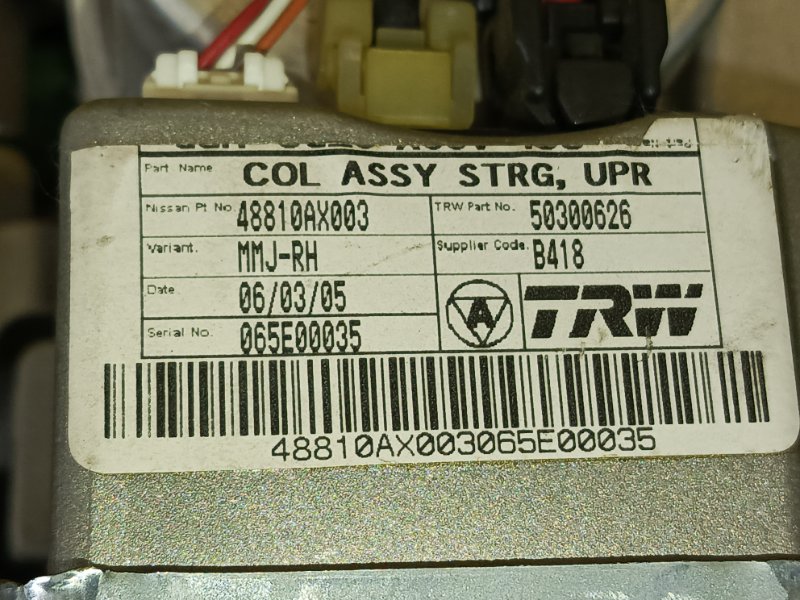 Part Name COL ASSY STRG, UPR
Nissan Pt No. 48810AX003 TRW Part No. 50300626
Variant. MMJ-RH Supplier Code. B418
Date 06/03/05 A TRW
Serial No. 065E00035
48810AX003065E00035